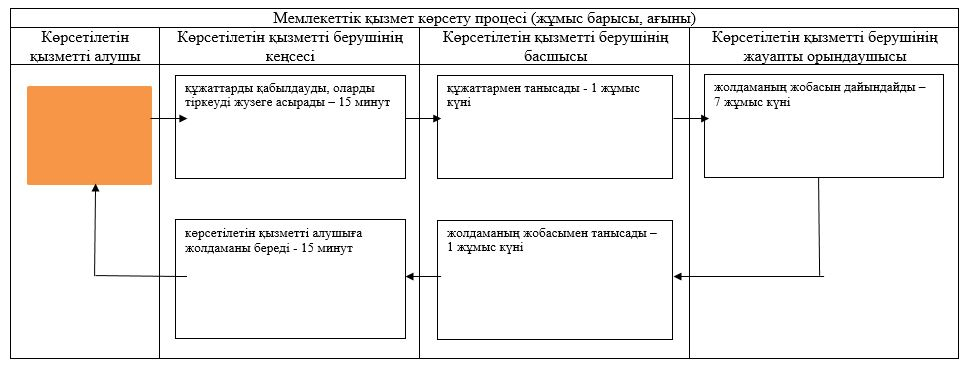 Мемлекеттік қызмет көрсету процесі (жұмыс барысы, ағыны)
Көрсетілетін
қызметті алушы
Көрсетілетін қызметті берушінің
кеңсесі
Көрсетілетін қызметті берушінің
басшысы
Көрсетілетін қызметті берушінің
жауапты орындаушысы
құжаттарды қабылдауды, оларды
тіркеуді жузеге асырады – 15 минут
құжаттармен танысады - 1 жұмыс
күні
жолдаманың жобасын дайындайды –
7 жұмыс күні
көрсетілетін қызметті алушыға
жолдаманы береді - 15 минут
жолдаманың жобасымен танысады –
1 жұмыс күні